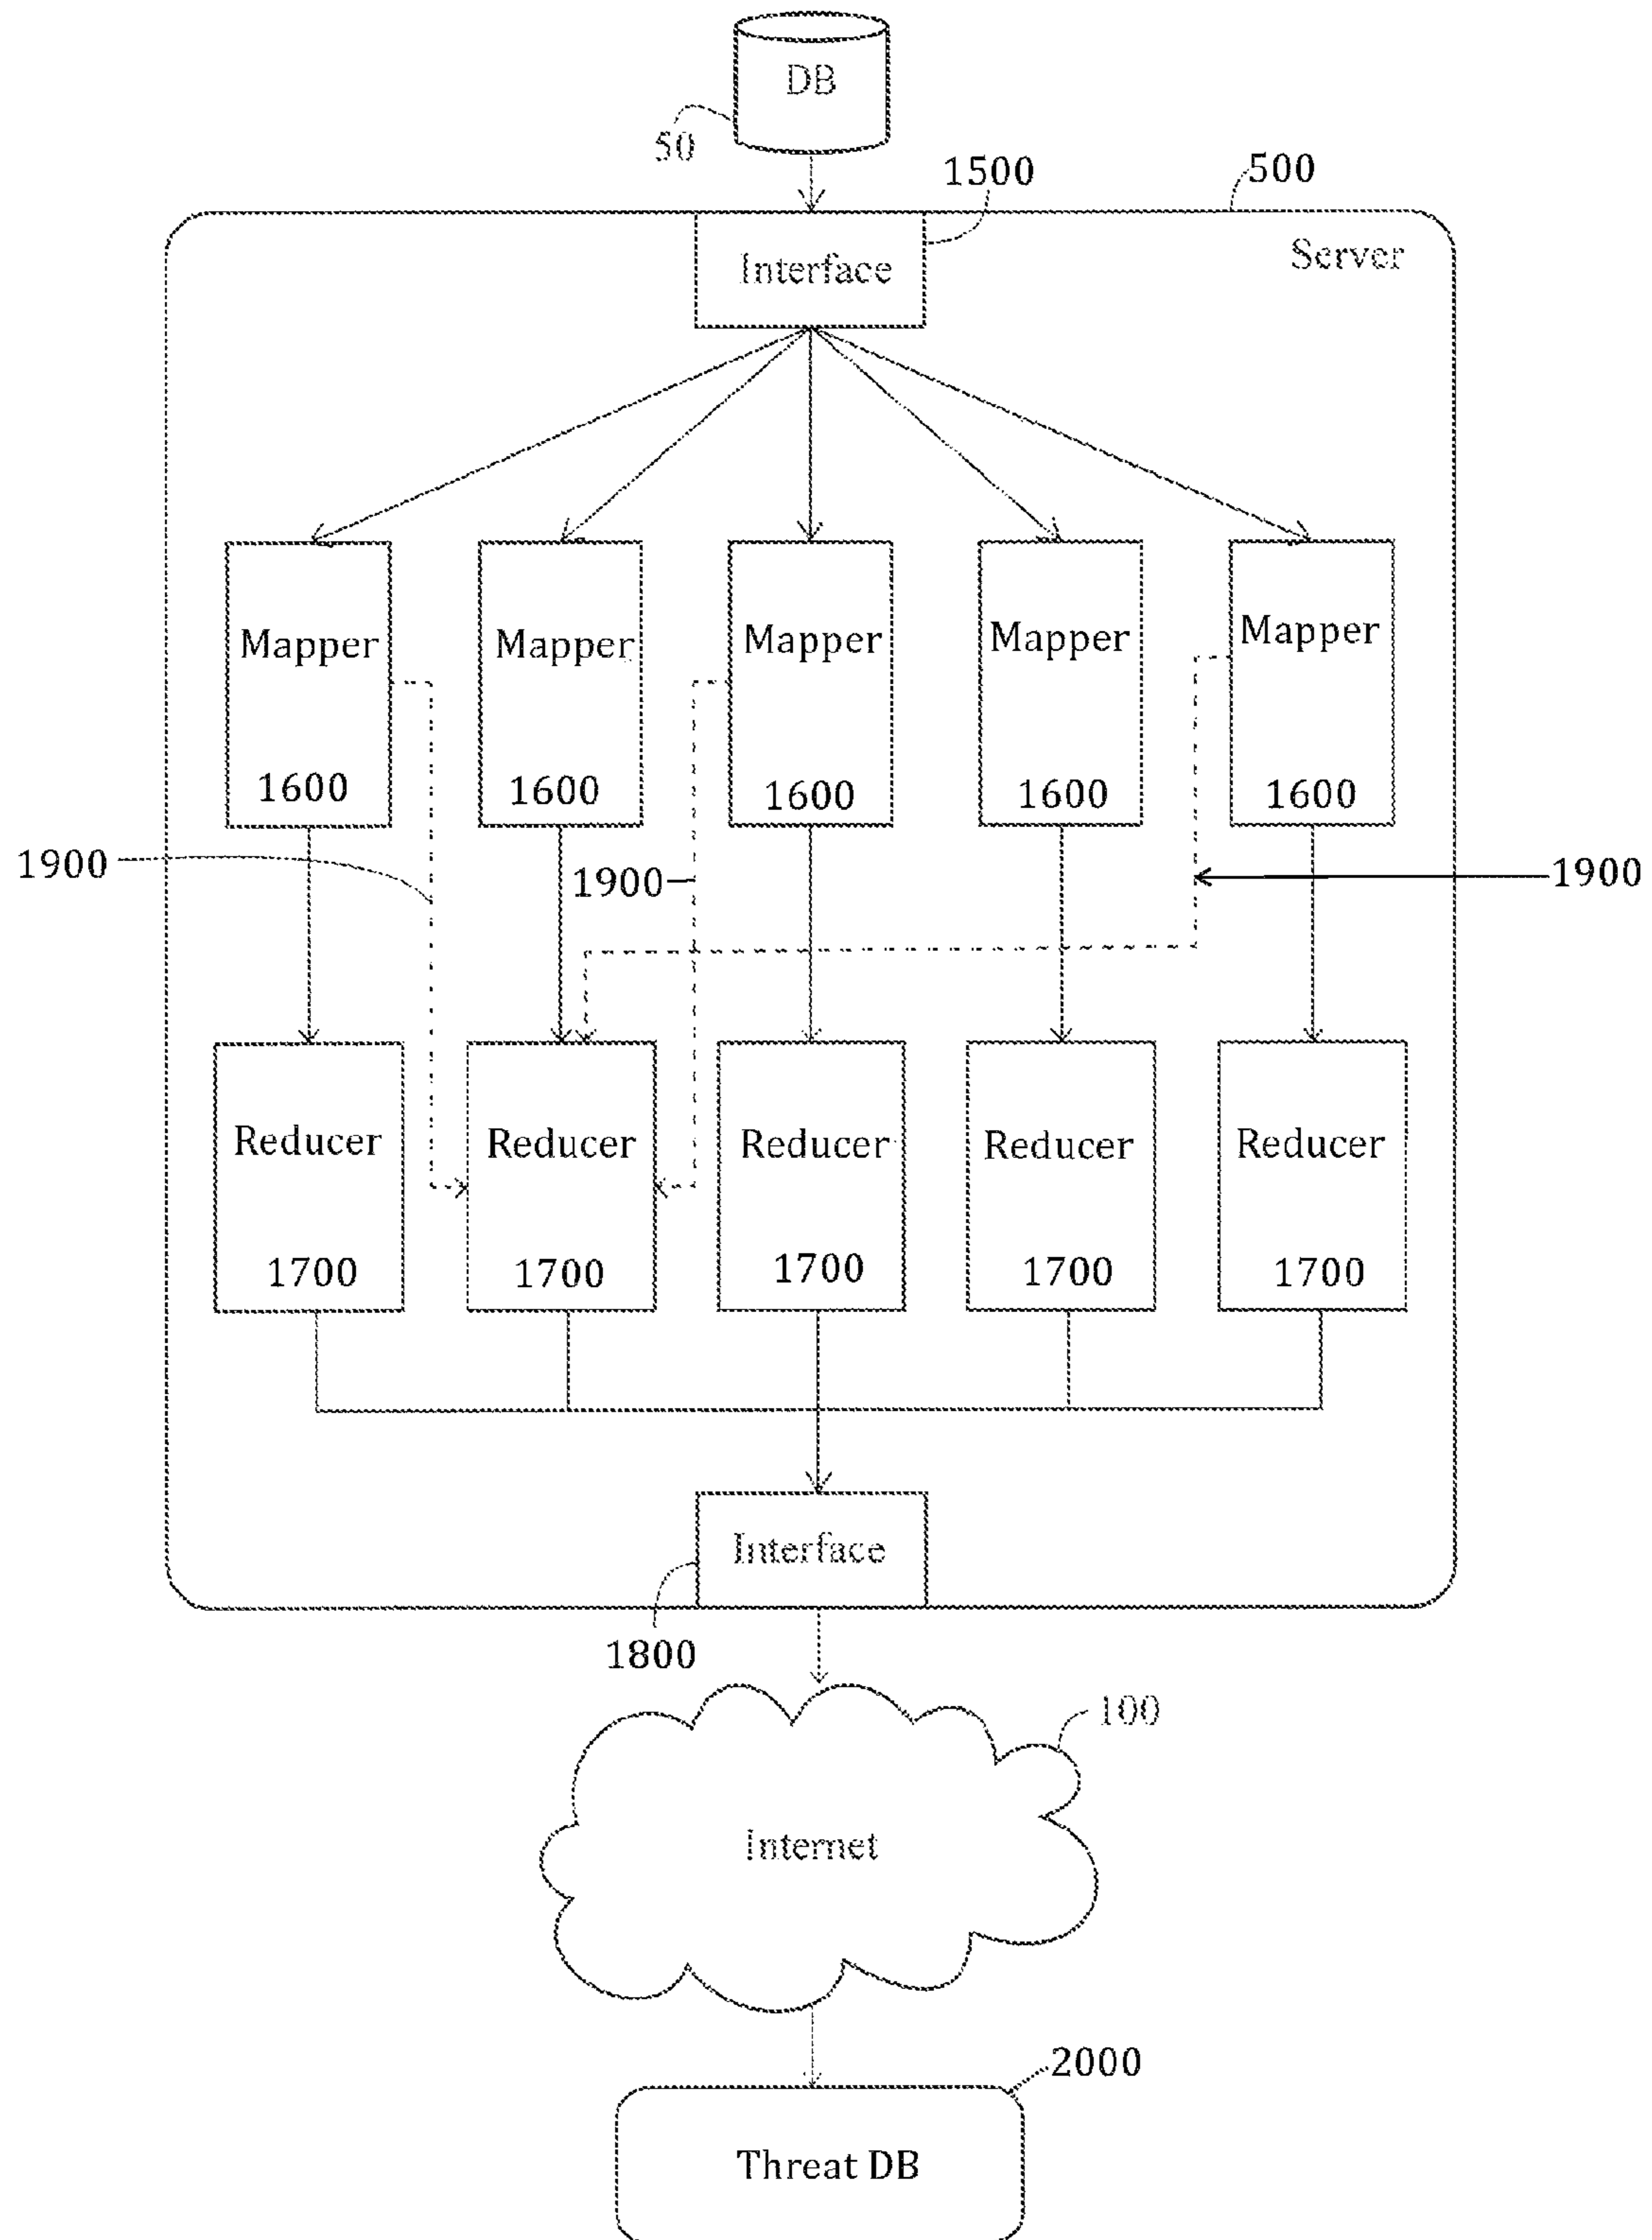 DB
50
1500
500
Interface
Server
Mapper
Mapper
Mapper
Mapper
Mapper
1600
1600
1600
1600
1600
1900
1900
1900
Reducer
Reducer
Reducer
Reducer
Reducer
1700
1700
1700
1700
1700
Interface
1800
100
Internet
2000
Threat DB